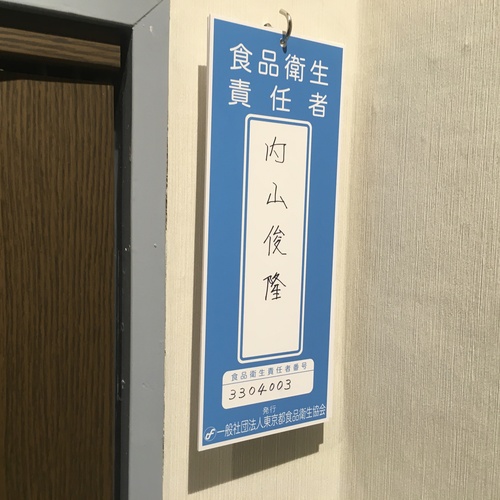 食品衛生
責任者
内山俊隆
食品衛生責任者番号
3304003
発行
一般社団法人東京都食品衛生協会